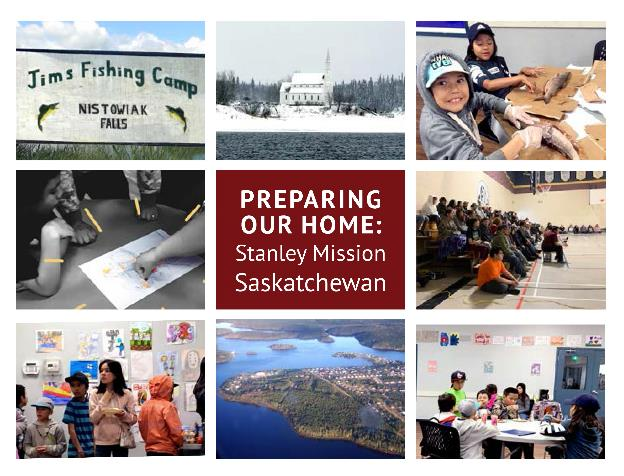 Jims Fishing Camp
NISTOWIAK
FALLS
PREPARING
OUR HOME:
Stanley Mission
Saskatchewan